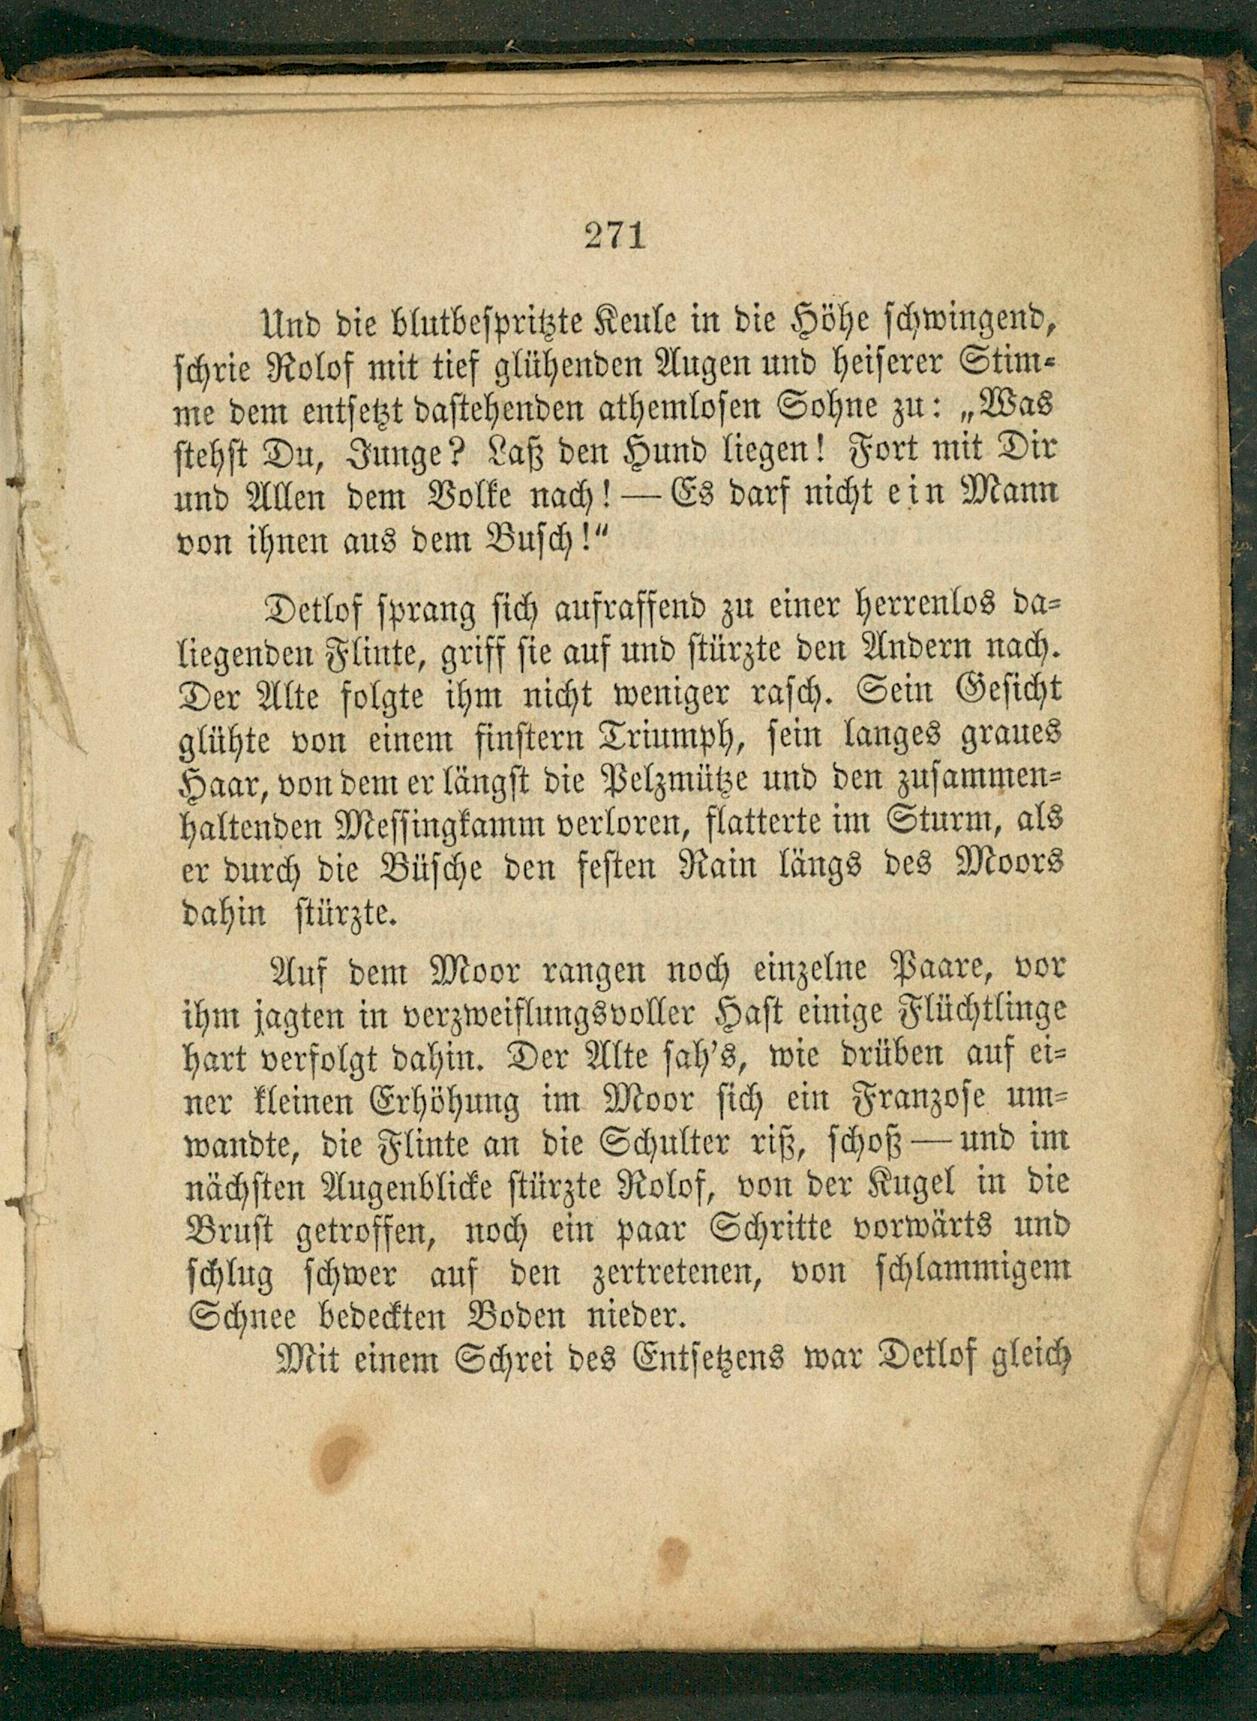 271
Und die blutbespritzte Keule in die Höhe schwingend,
schrie Rolof mit tief glühenden Augen und heiserer Stim-
me dem entsetzt dastehenden athemlosen Sohne zu: „Was
stehst Du, Junge? Laß den Hund liegen! Fort mit Dir
und Allen dem Volke nach! — Es darf nicht ein Mann
von ihnen aus dem Busch!“
Detlof sprang sich aufraffend zu einer herrenlos da-
liegenden Flinte, griff sie auf und stürzte den Andern nach.
Der Alte folgte ihm nicht weniger rasch. Sein Gesicht
glühte von einem finstern Triumph, sein langes graues
Haar, von dem er längst die Pelzmütze und den zusammen-
haltenden Messingkamm verloren, flatterte im Sturm, als
er durch die Büsche den festen Rain längs des Moors
dahin stürzte.
Auf dem Moor rangen noch einzelne Paare, vor
ihm jagten in verzweiflungsvoller Hast einige Flüchtlinge
hart verfolgt dahin. Der Alte sah's, wie drüben auf ei-
ner kleinen Erhöhung im Moor sich ein Franzose um-
wandte, die Flinte an die Schulter riß, schoß — und im
nächsten Augenblicke stürzte Rolof, von der Kugel in die
Brust getroffen, noch ein paar Schritte vorwärts und
schlug schwer auf den zertretenen, von schlammigem
Schnee bedeckten Boden nieder.
Mit einem Schrei des Entsetzens war Detlof gleich